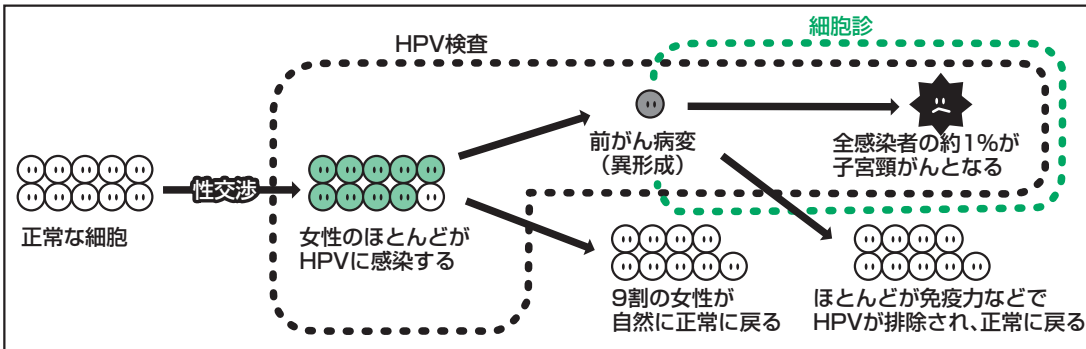 HPV検査
細胞診
正常な細胞
性交渉
女性のほとんどが
HPVに感染する
前がん病変
（異形成）
全感染者の約1%が
子宮頸がんとなる
9割の女性が
自然に正常に戻る
ほとんどが免疫力などで
HPVが排除され、正常に戻る